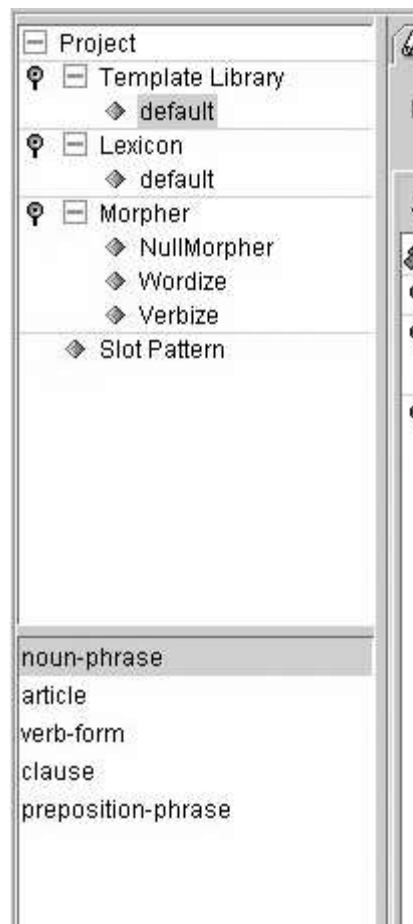 Project
Template Library
default
Lexicon
default
Morpher
NullMorpher
Wordize
Verbize
Slot Pattern
noun-phrase
article
verb-form
clause
preposition-phrase